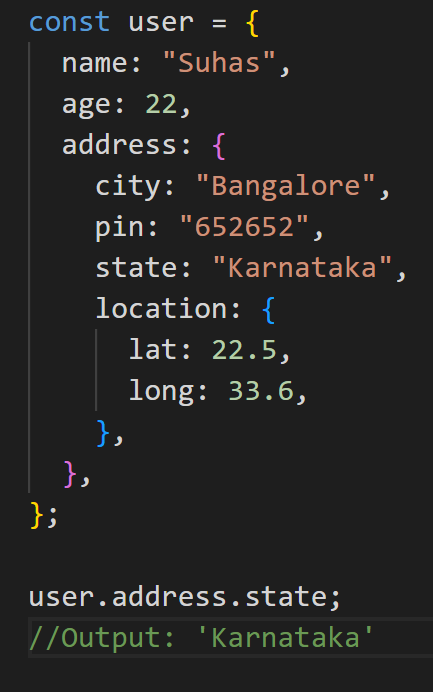 const user = {
  name: "Suhas",
  age: 22,
  address: {
    city: "Bangalore",
    pin: "652652",
    state: "Karnataka",
    location: {
      lat: 22.5,
      long: 33.6,
    },
  },
};

user.address.state;
//Output: 'Karnataka'